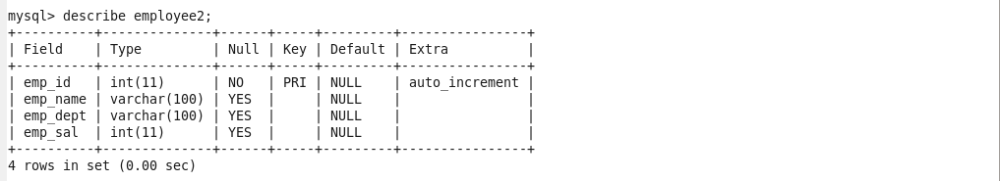 mysql> describe employee2;
+----------+--------------+------+-----+---------+----------------+
| Field    | Type         | Null | Key | Default | Extra          |
+----------+--------------+------+-----+---------+----------------+
| emp_id   | int(11)      | NO   | PRI | NULL    | auto_increment |
| emp_name | varchar(100) | YES  |     | NULL    |                |
| emp_dept | varchar(100) | YES  |     | NULL    |                |
| emp_sal  | int(11)      | YES  |     | NULL    |                |
+----------+--------------+------+-----+---------+----------------+
4 rows in set (0.00 sec)